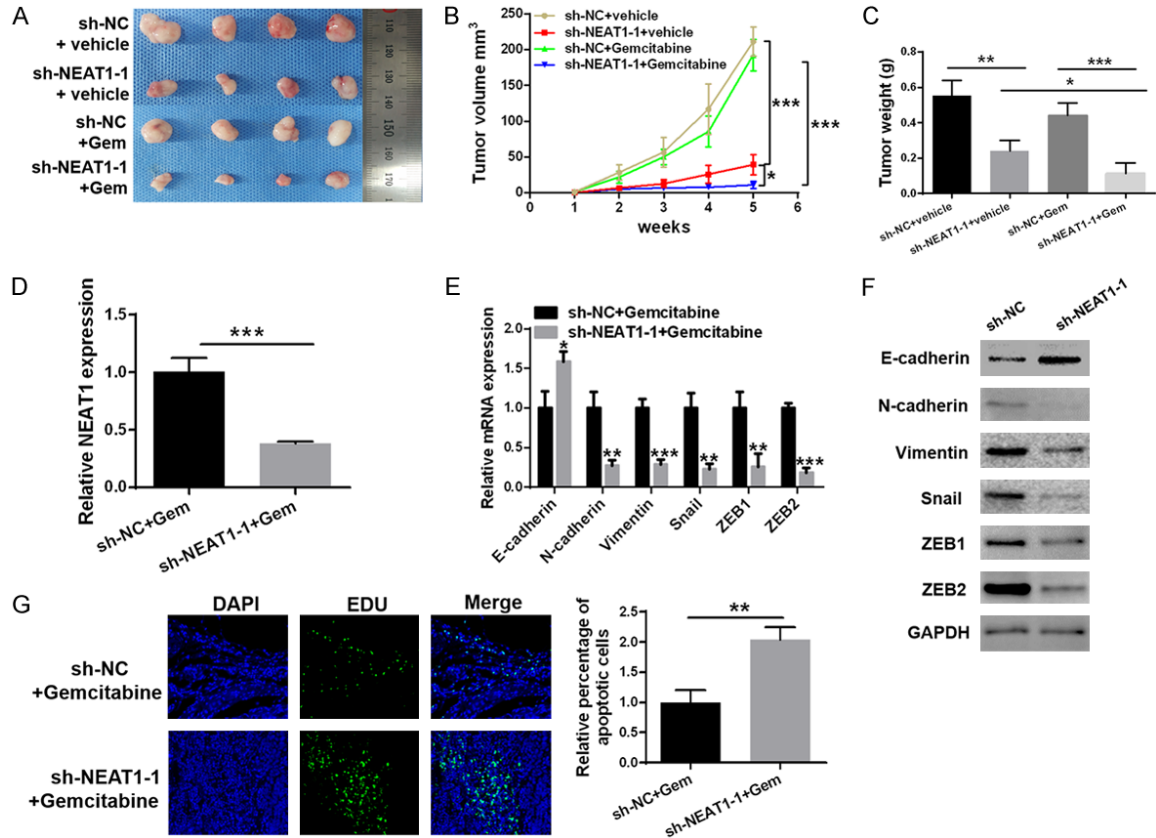 A
sh-NC
+ vehicle
sh-NEAT1-1
+ vehicle
sh-NC
+Gem
sh-NEAT1-1
+Gem
110
120
130
140
150
160
170
B
Tumor volume mm³
250
200
150
100
50
0
sh-NC+vehicle
sh-NEAT1-1+vehicle
sh-NC+Gemcitabine
sh-NEAT1-1+Gemcitabine
***
***
*
0 1 2 3 4 5 6
weeks
C
Tumor weight (g)
0.8
0.6
0.4
0.2
0.0
**
***
*
sh-NC+vehicle
sh-NEAT1-1+vehicle
sh-NC+Gem
sh-NEAT1-1+Gem
D
Relative NEAT1 expression
1.5
1.0
0.5
0.0
***
sh-NC+Gem
sh-NEAT1-1+Gem
E
sh-NC+Gemcitabine
sh-NEAT1-1+Gemcitabine
Relative mRNA expression
2.0
1.5
1.0
0.5
0.0
*
**
***
**
**
***
E-cadherin
N-cadherin
Vimentin
Snail
ZEB1
ZEB2
F
sh-NC
sh-NEAT1-1
E-cadherin
N-cadherin
Vimentin
Snail
ZEB1
ZEB2
GAPDH
G
DAPI EDU Merge
sh-NC
+Gemcitabine
sh-NEAT1-1
+Gemcitabine
Relative percentage of
apoptotic cells
2.5
2.0
1.5
1.0
0.5
0.0
**
sh-NC+Gem
sh-NEAT1-1+Gem